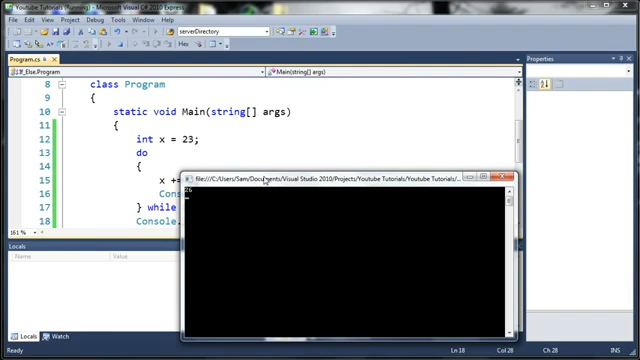 Youtube Tutorials (Running) - Microsoft Visual C# 2010 Express
File Edit View Project Debug Data Tools Window Help
serverDirectory
Program.cs
If_Else.Program
Main(string[] args)
Properties
8 class Program
9 {
10 static void Main(string[] args)
11 {
12 int x = 23;
13 do
14 {
15 x +=
16 Cons
17 } while
18 Console.
161 %
file:///C:/Users/Sam/Documents/Visual Studio 2010/Projects/Youtube Tutorials/Youtube Tutorials/...
26
Locals
Name Value
Locals Watch
Ln 18 Col 28 Ch 28